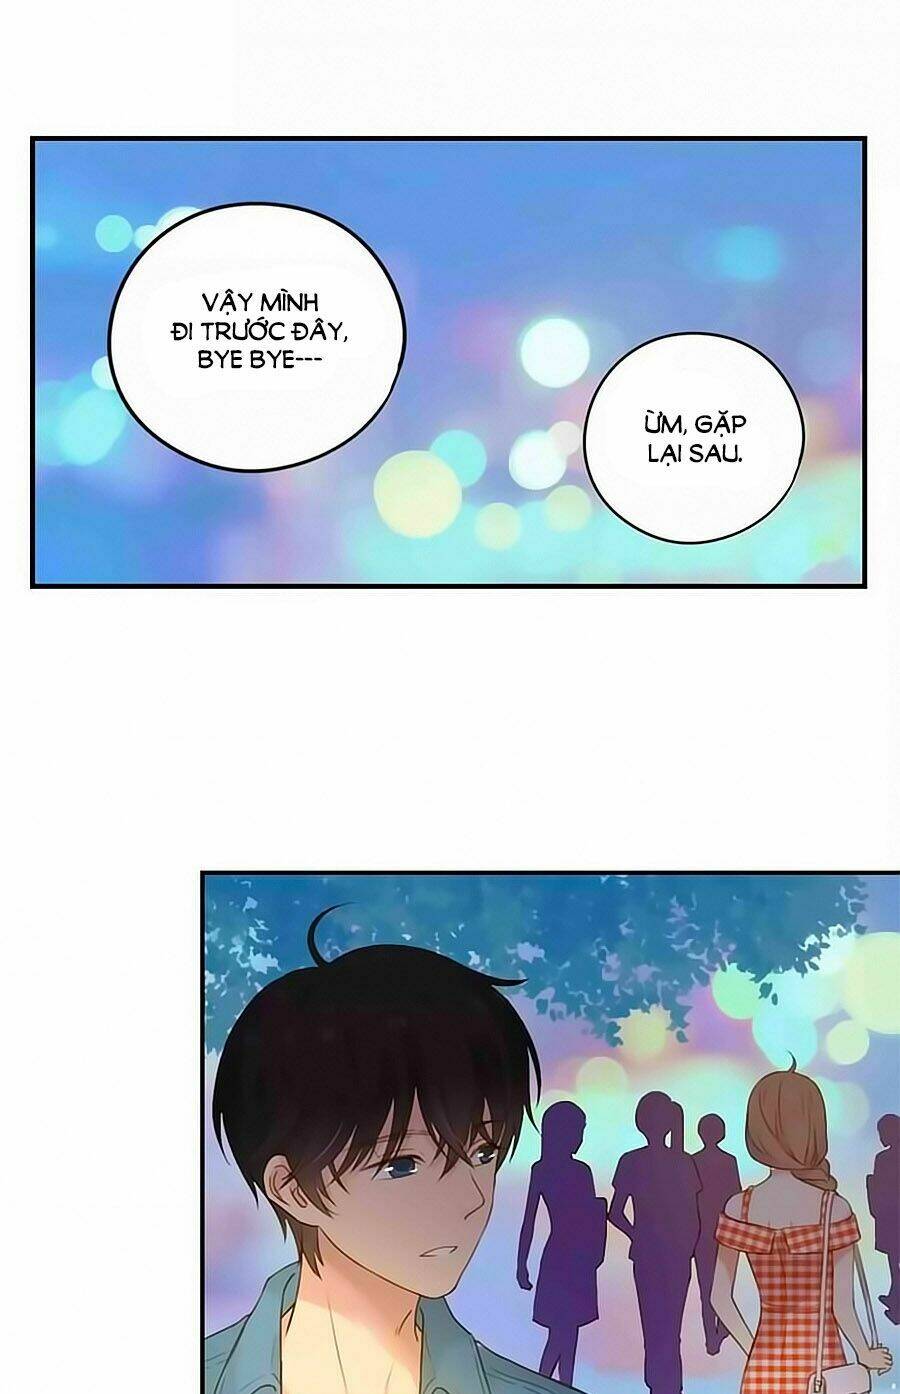 VẬY MÌNH
ĐI TRƯỚC ĐÂY,
BYE BYE---
ỪM, GẶP
LẠI SAU.